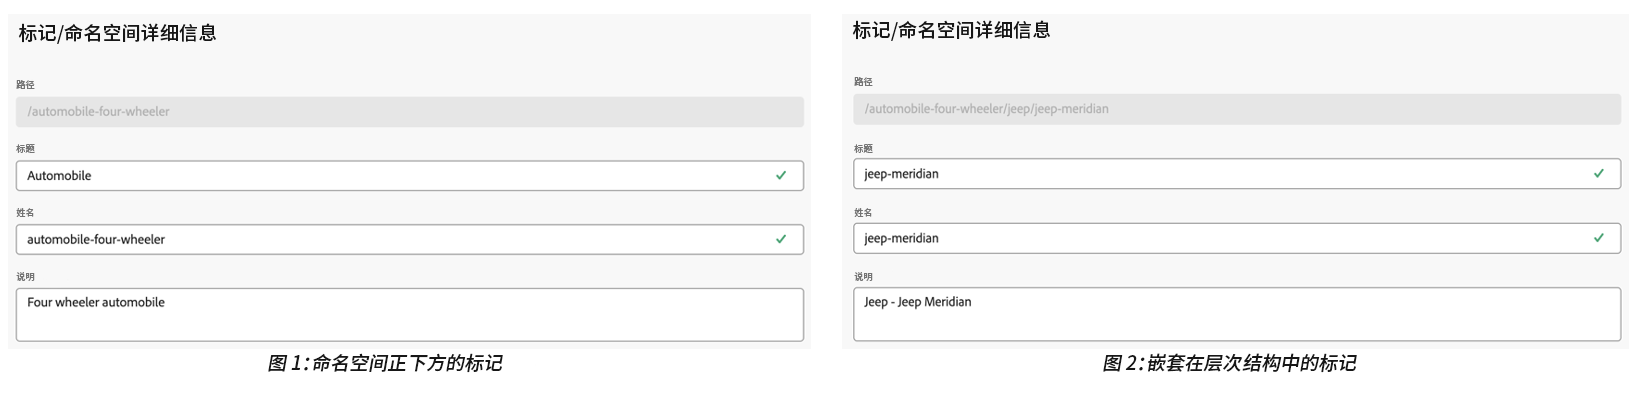 标记/命名空间详细信息
路径
/automobile-four-wheeler
标题
Automobile
姓名
automobile-four-wheeler
说明
Four wheeler automobile
图 1：命名空间正下方的标记
标记/命名空间详细信息
路径
/automobile-four-wheeler/jeep/jeep-meridian
标题
jeep-meridian
姓名
jeep-meridian
说明
Jeep - Jeep Meridian
图 2：嵌套在层次结构中的标记